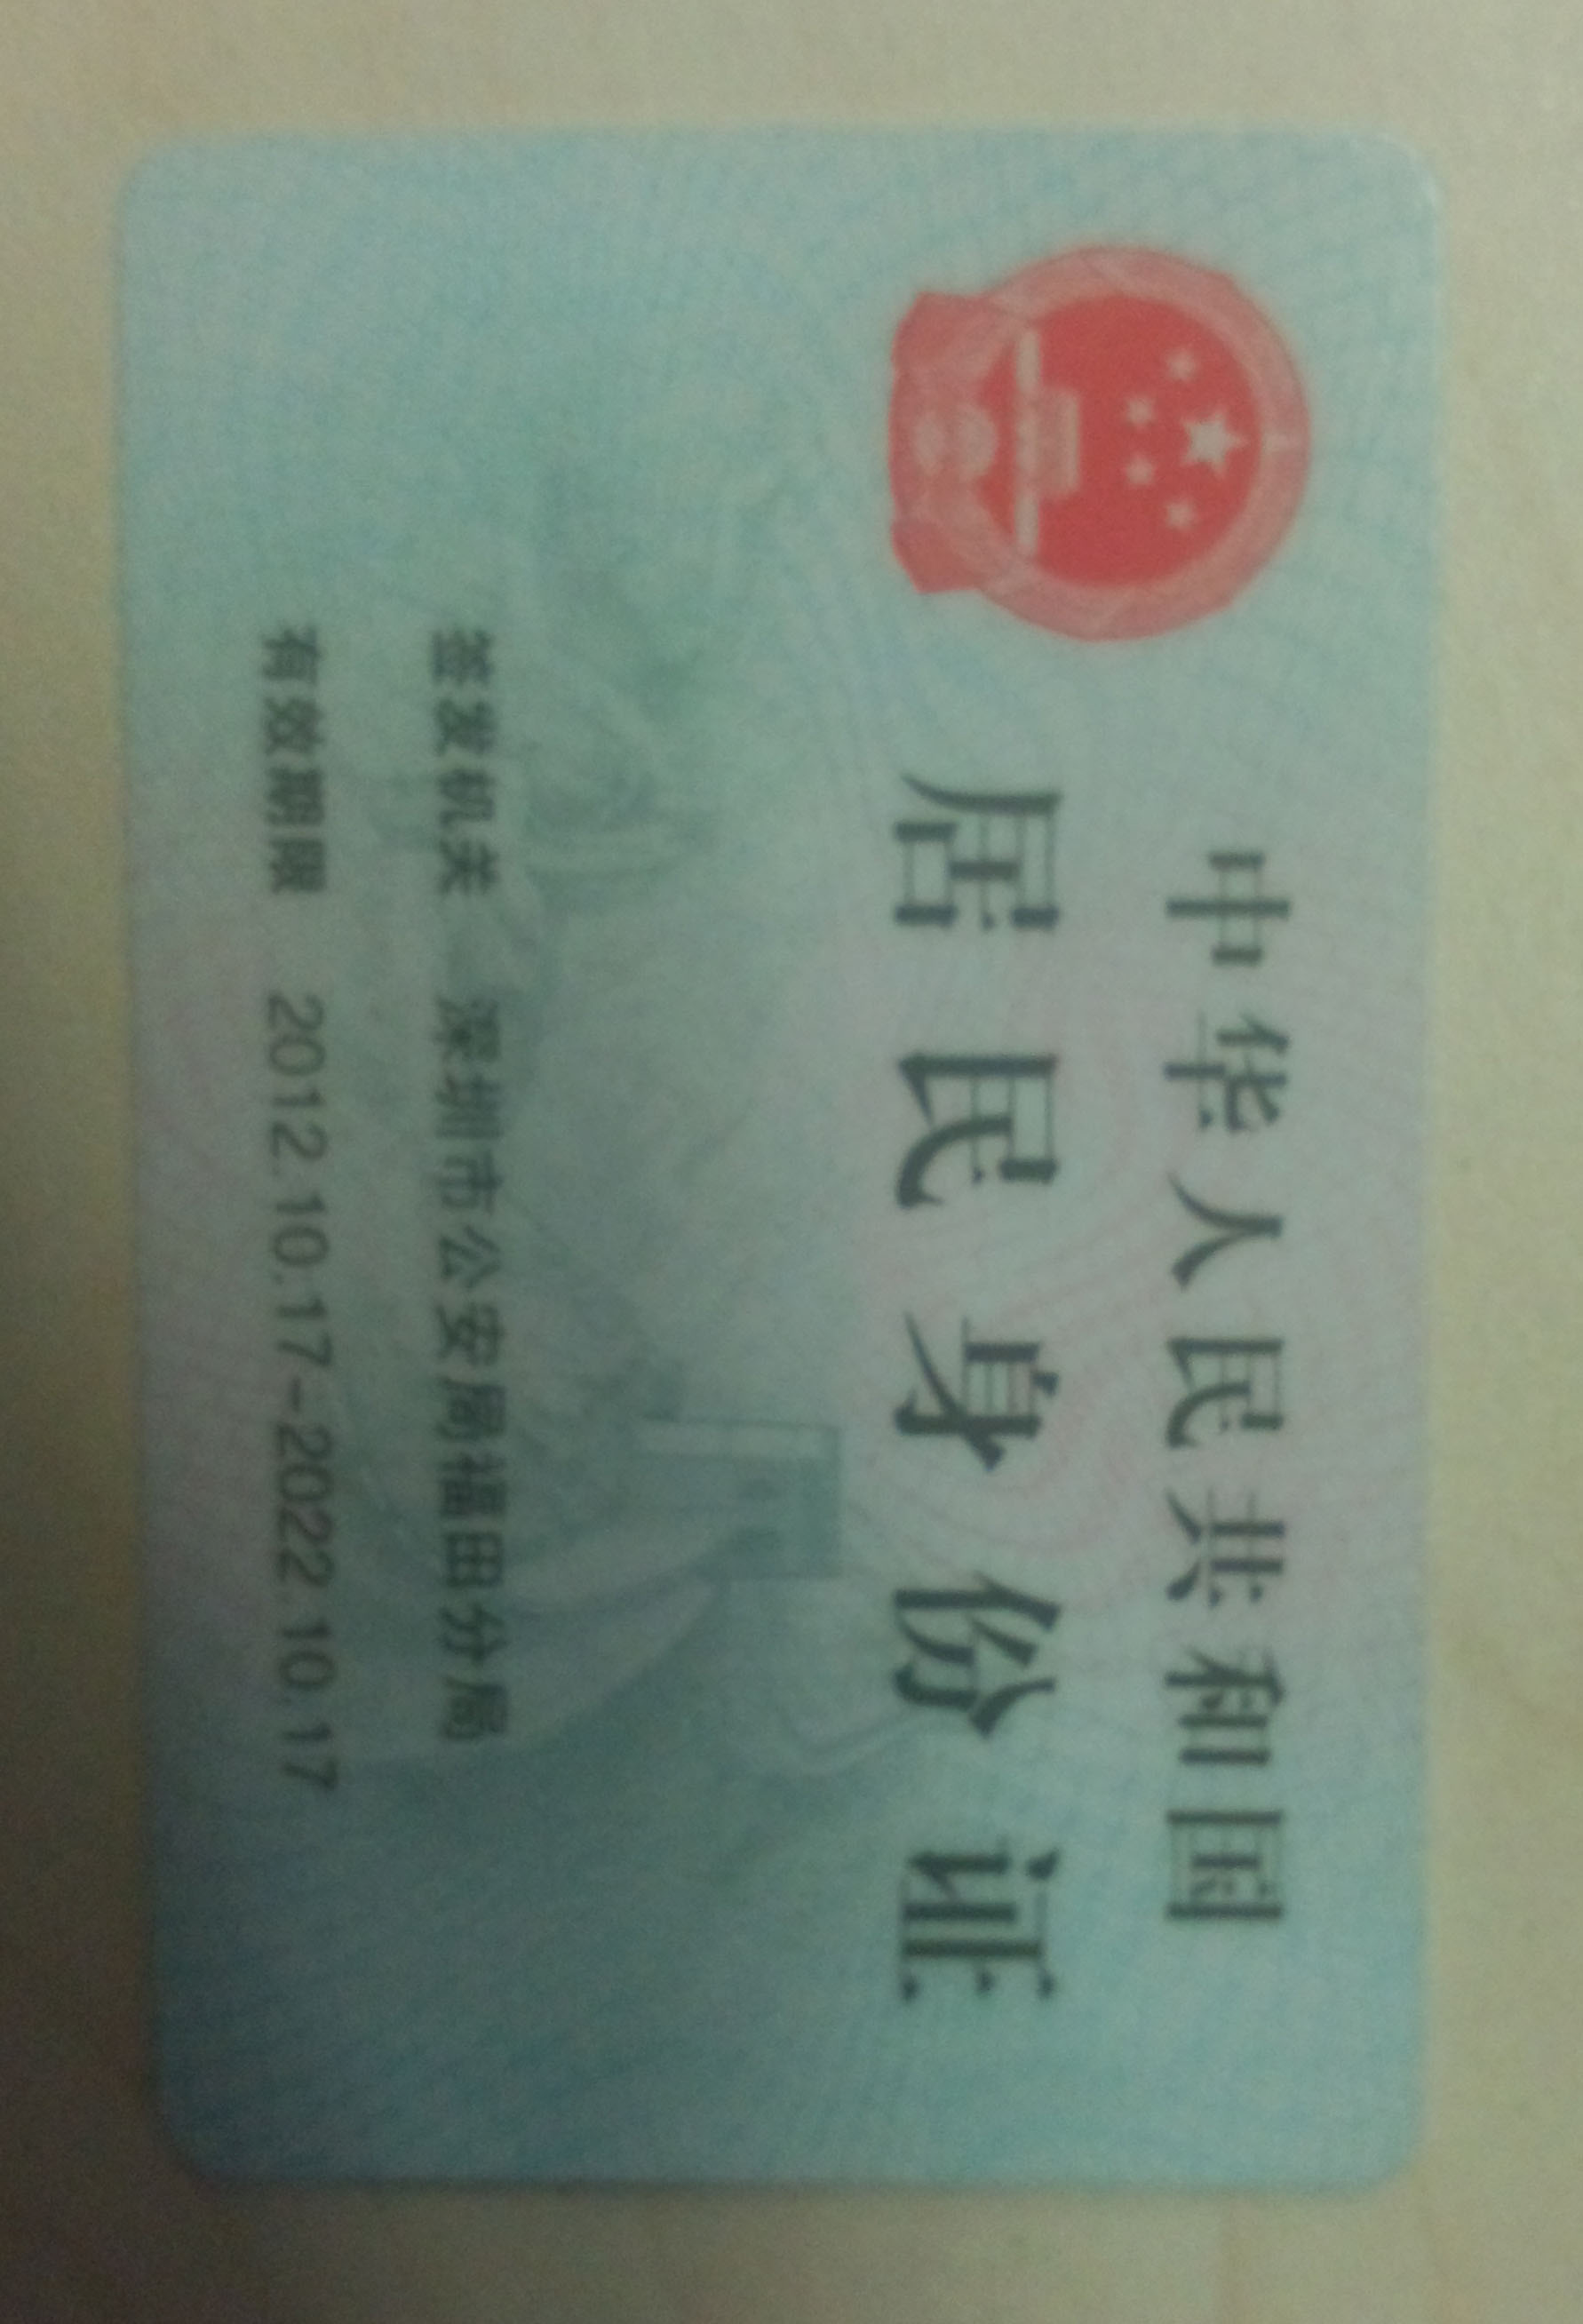 中华人民共和国
居民身份证
签发机关 深圳市公安局福田分局
有效期限 2012.10.17-2022.10.17